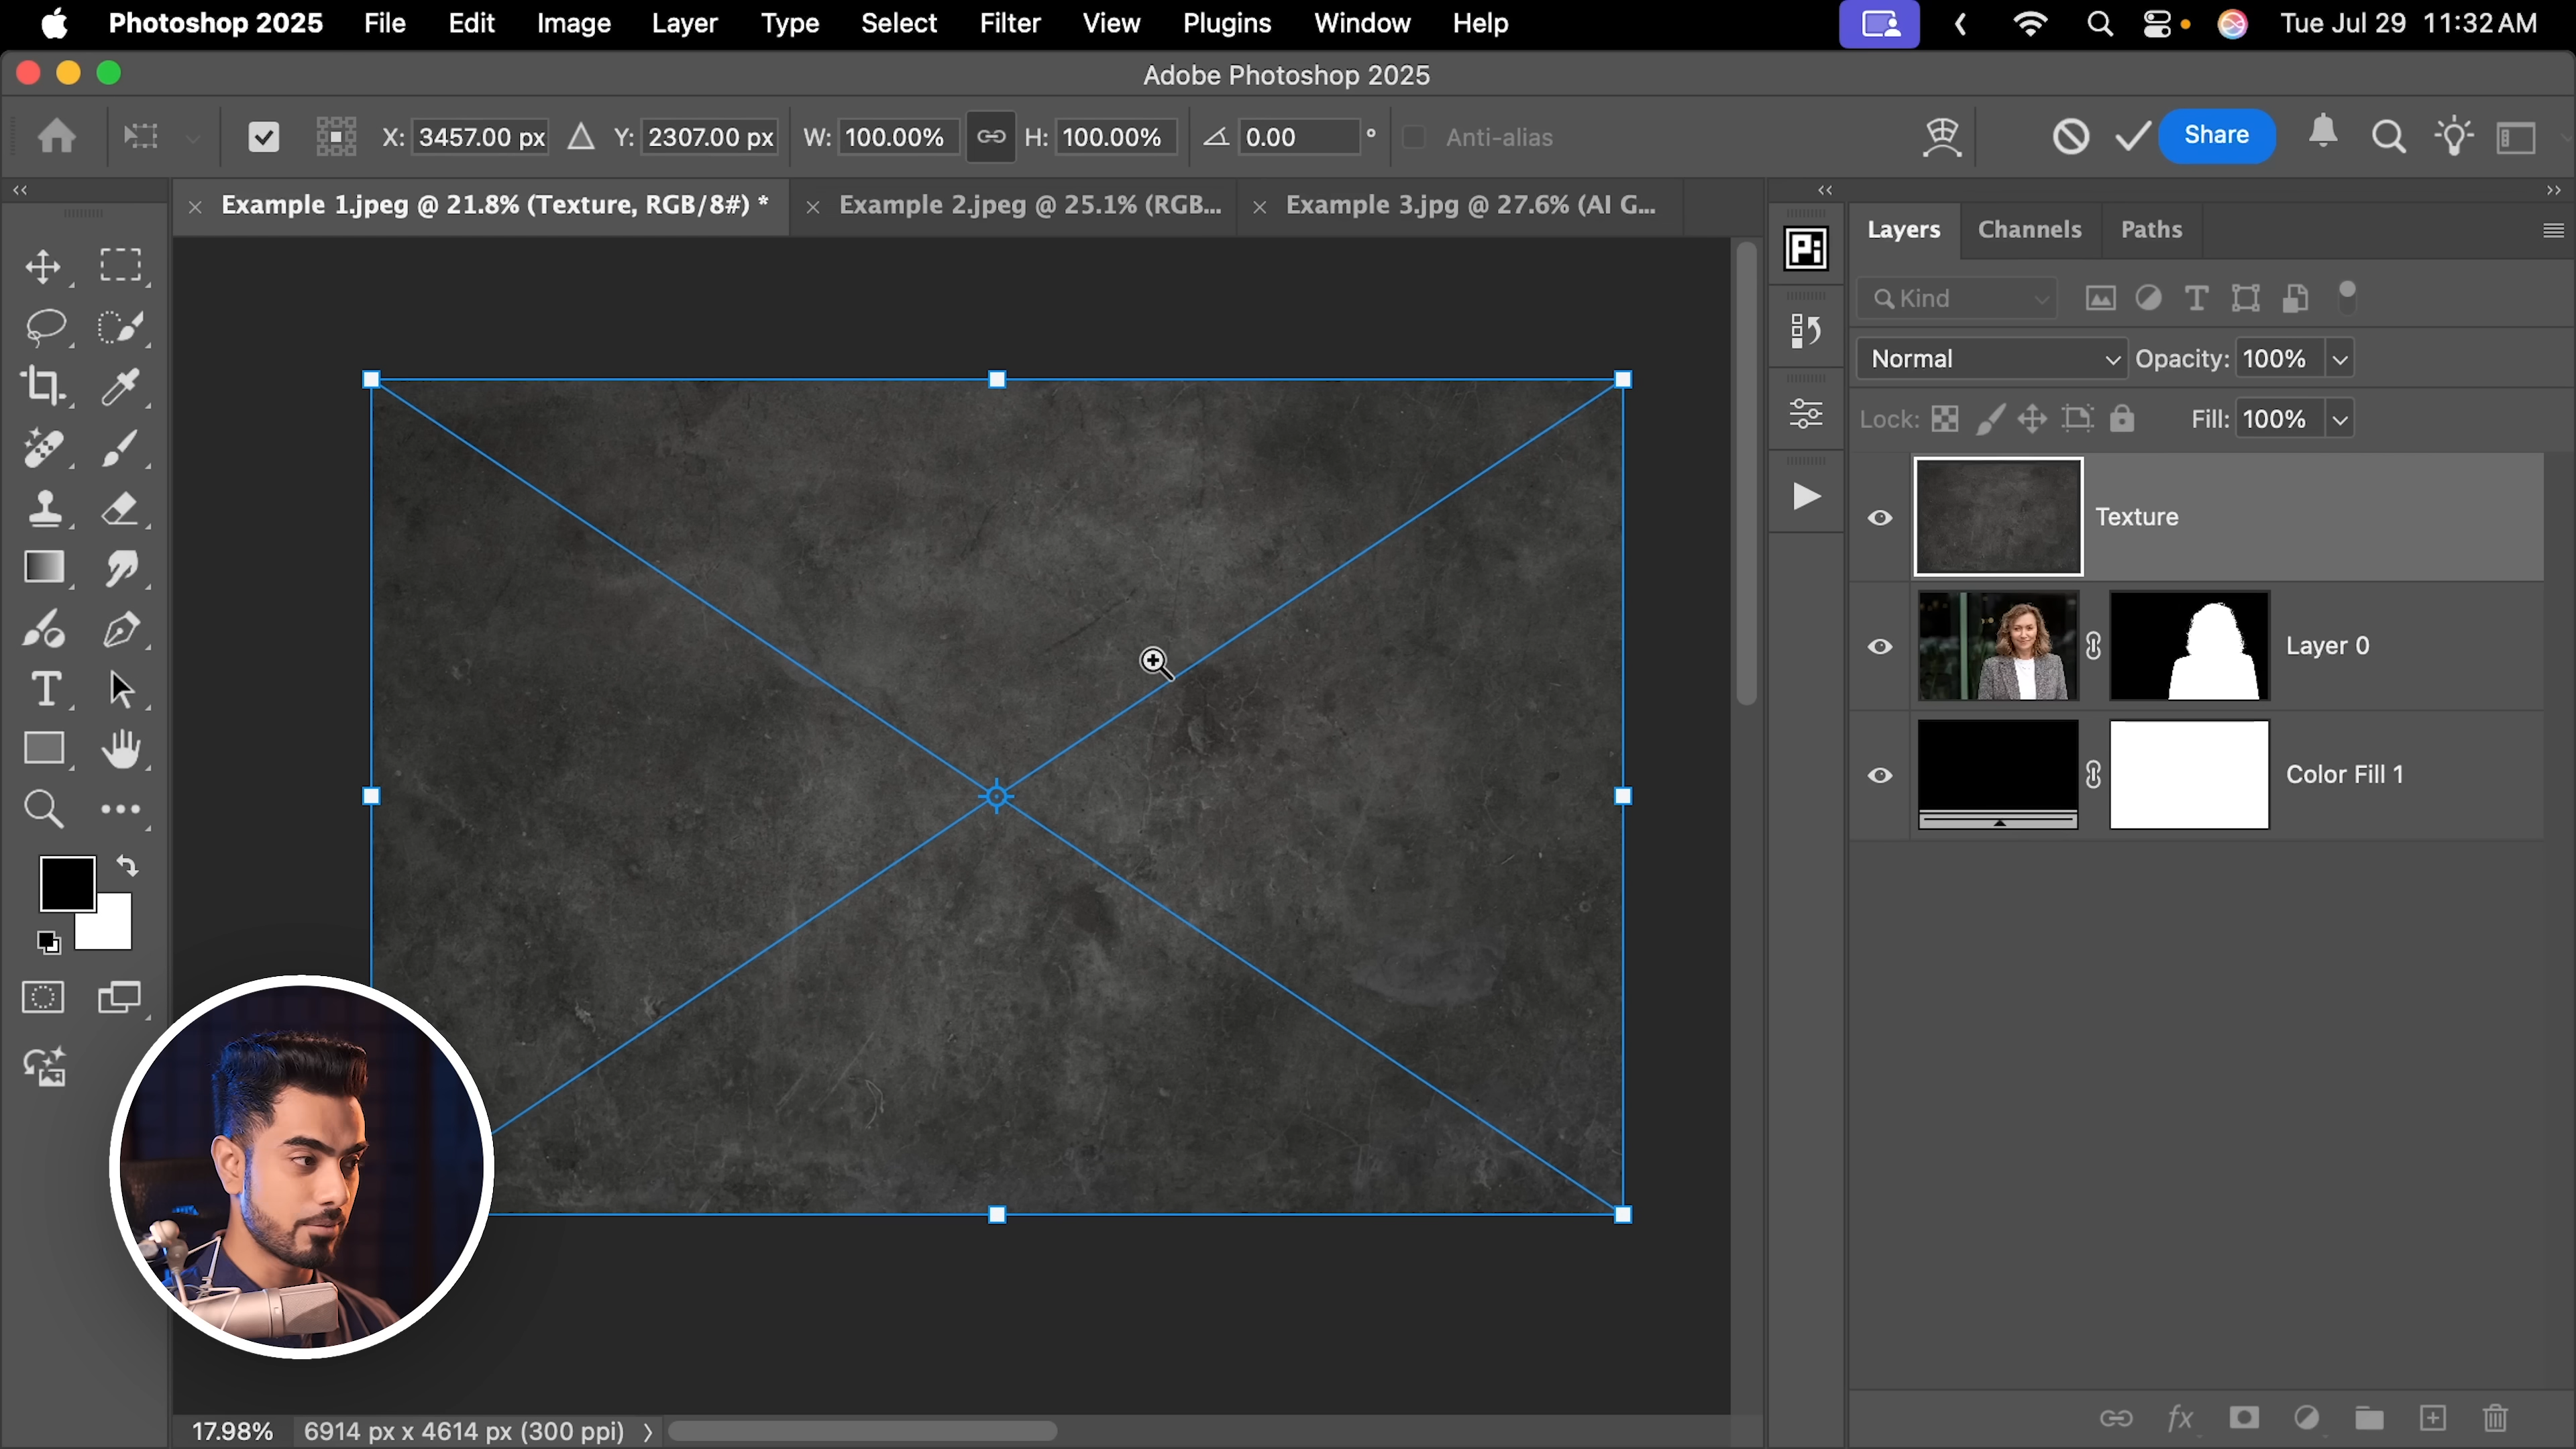 Photoshop 2025 File Edit Image Layer Type Select Filter View Plugins Window Help Tue Jul 29 11:32 AM
Adobe Photoshop 2025
X: 3457.00 px Y: 2307.00 px W: 100.00% H: 100.00% 0.00 ° Anti-alias Share
Example 1.jpeg @ 21.8% (Texture, RGB/8#) * Example 2.jpeg @ 25.1% (RGB... Example 3.jpg @ 27.6% (AI G...
Layers Channels Paths
Pi
Kind
Normal Opacity: 100%
Lock: Fill: 100%
Texture
Layer 0
Color Fill 1
fx
17.98% 6914 px x 4614 px (300 ppi)